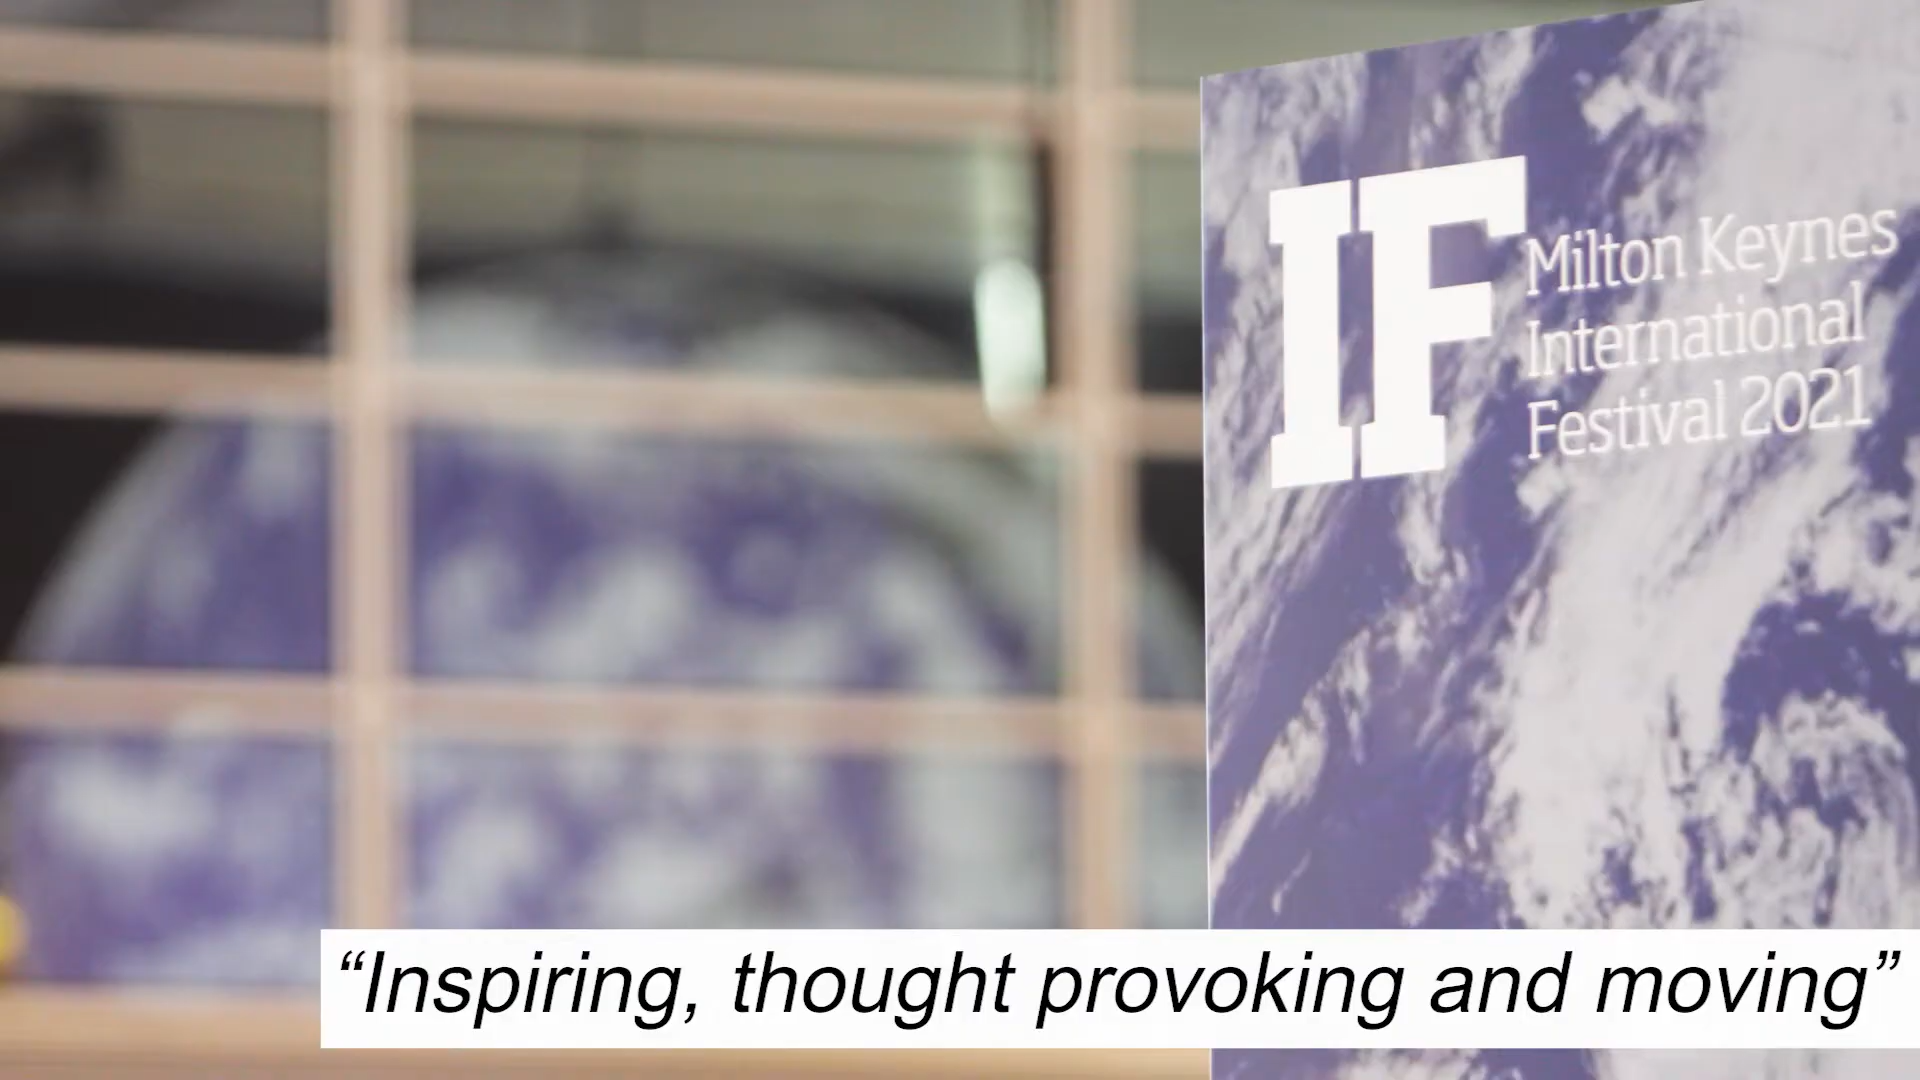 IF
Milton Keynes
International
Festival 2021
“Inspiring, thought provoking and moving”